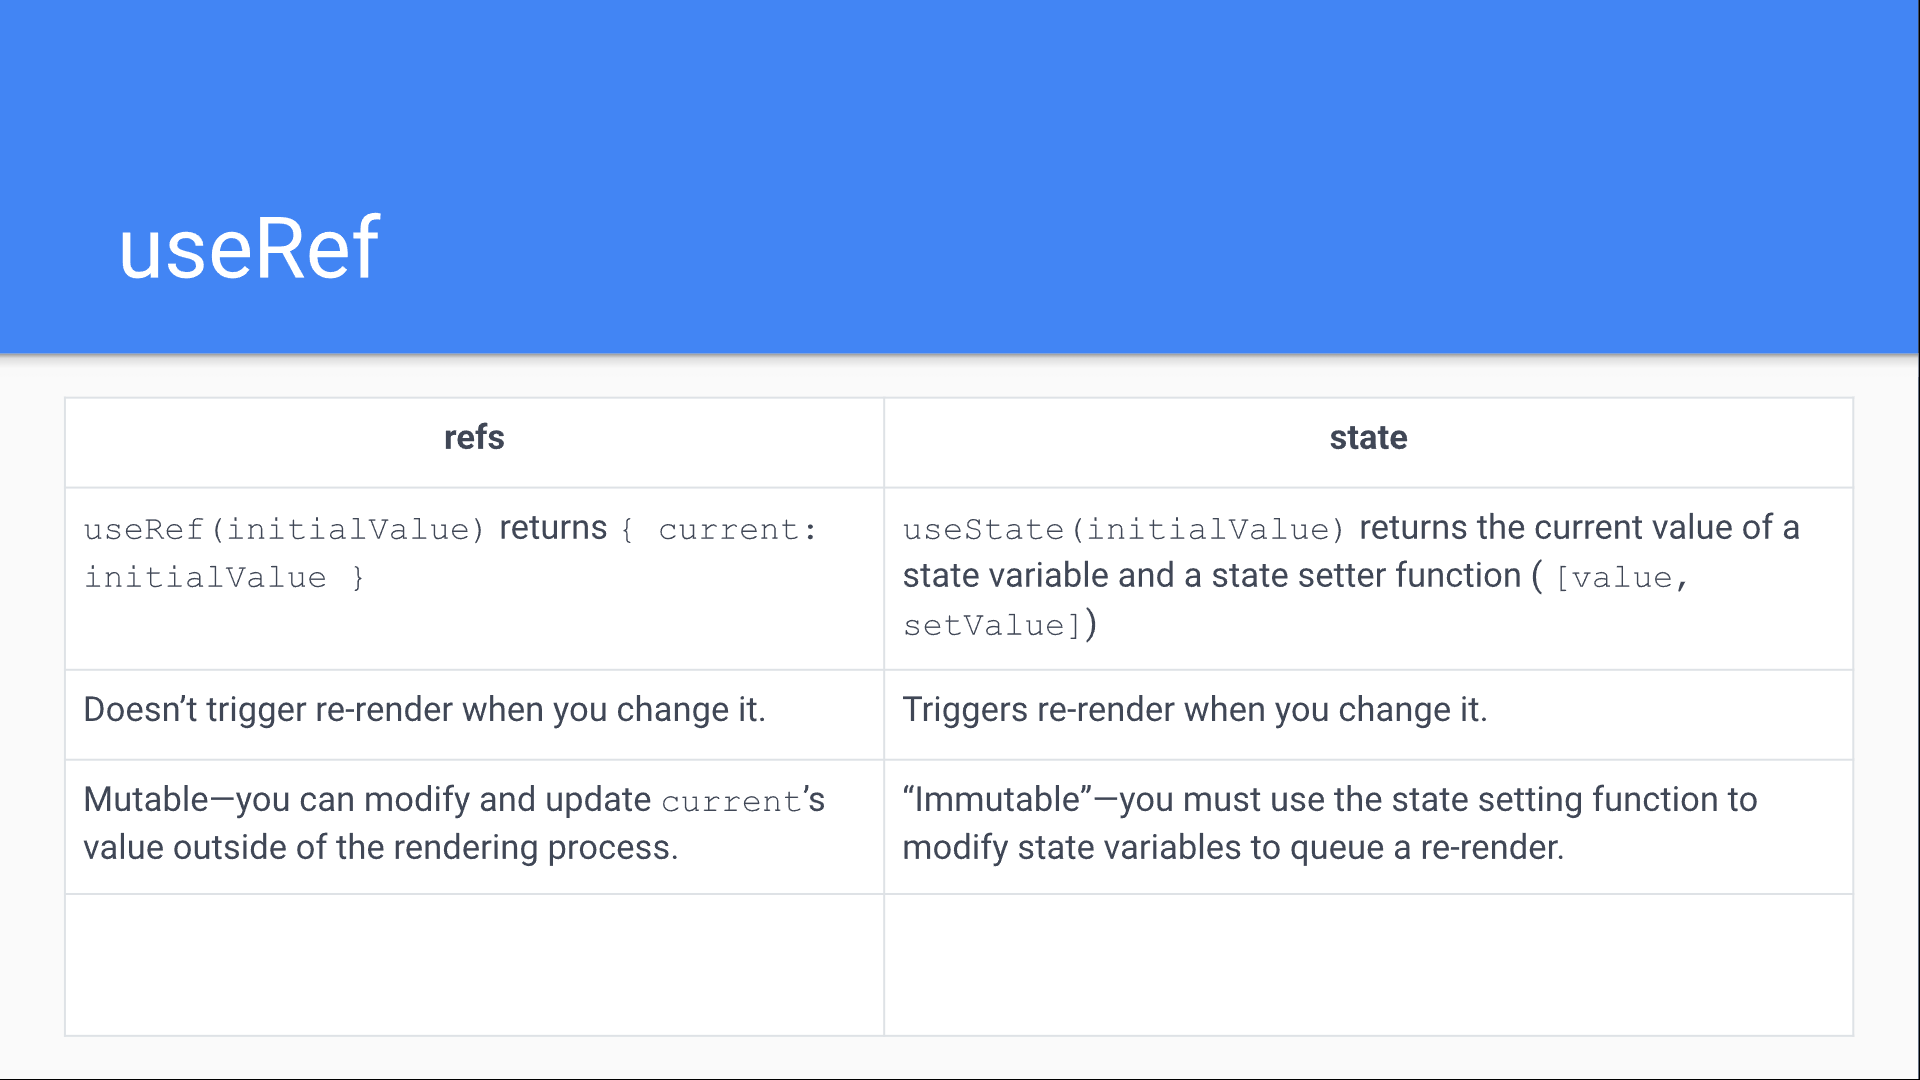 useRef
refs
state
useRef(initialValue) returns { current:
initialValue }
useState(initialValue) returns the current value of a
state variable and a state setter function ( [value,
setValue])
Doesn’t trigger re-render when you change it.
Triggers re-render when you change it.
Mutable—you can modify and update current’s
value outside of the rendering process.
“Immutable”—you must use the state setting function to
modify state variables to queue a re-render.